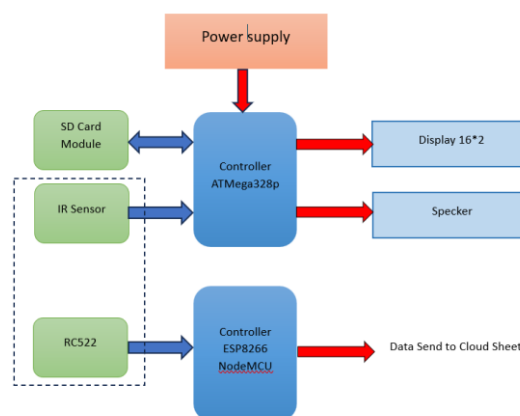 Power supply
SD Card
Module
Controller
ATMega328p
Display 16*2
IR Sensor
Specker
RC522
Controller
ESP8266
NodeMCU
Data Send to Cloud Sheet